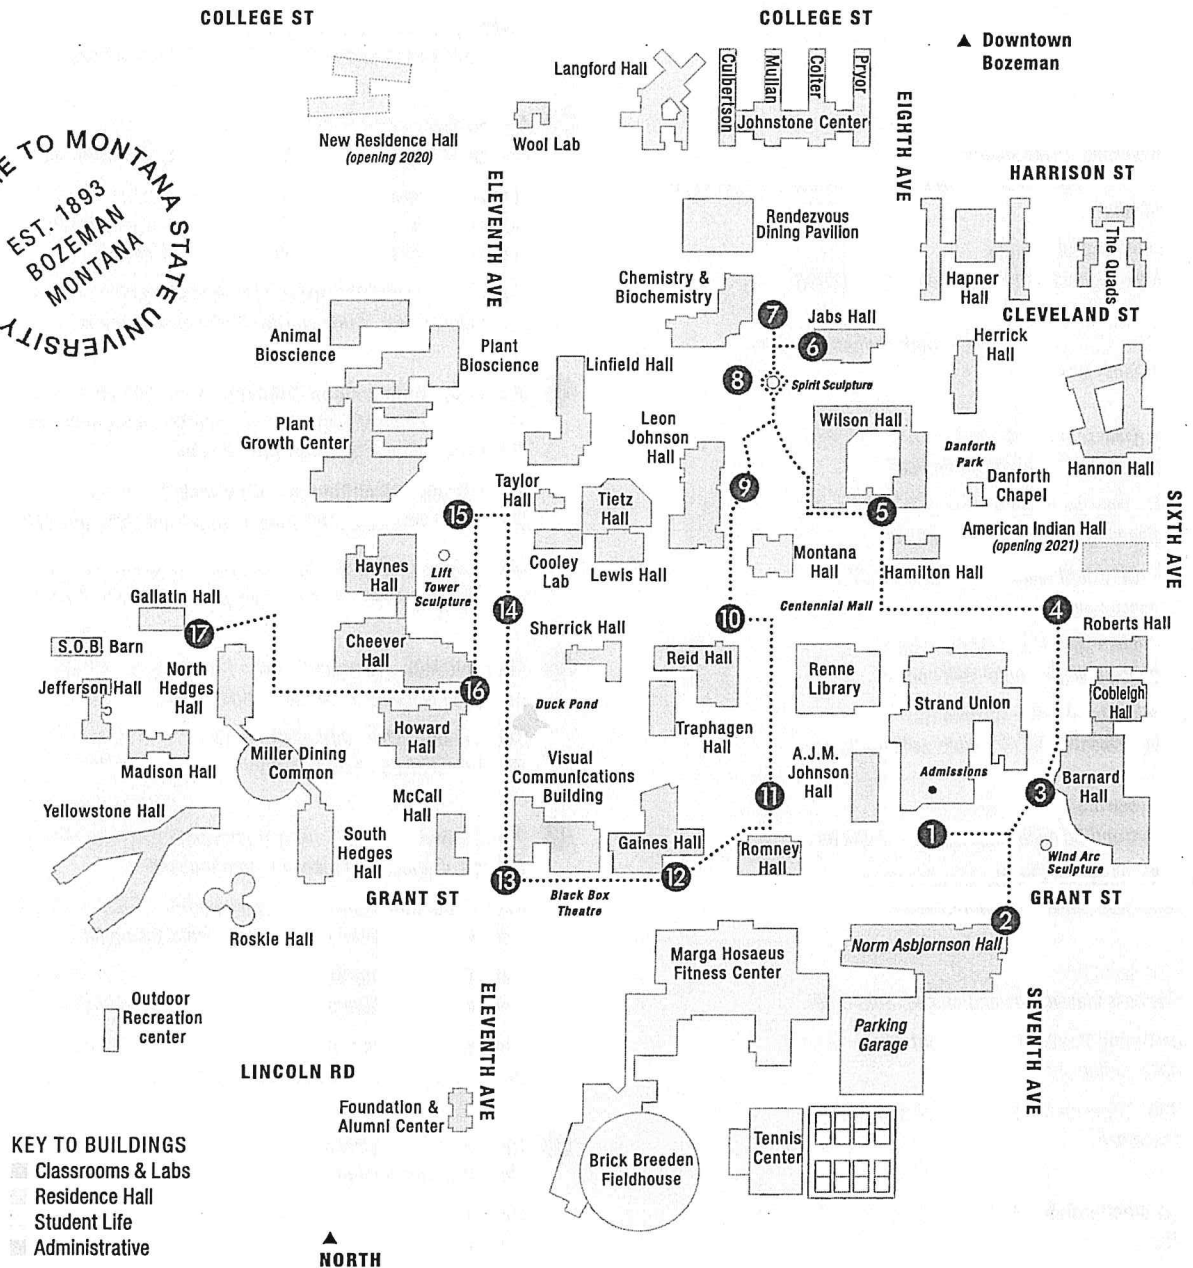 COLLEGE ST
COLLEGE ST
▲ Downtown
Bozeman
Langford Hall
Culbertson
Mullan
Colter
Pryor
Johnstone Center
New Residence Hall
(opening 2020)
Wool Lab
EIGHTH AVE
HARRISON ST
E TO MONTANA STATE UNIVERSITY
EST. 1893
BOZEMAN
MONTANA
ELEVENTH AVE
Rendezvous
Dining Pavilion
Hapner
Hall
The Quads
Chemistry &
Biochemistry
7
Jabs Hall
6
CLEVELAND ST
Herrick
Hall
Animal
Bioscience
Plant
Bioscience
Linfield Hall
8
Spirit Sculpture
Plant
Growth Center
Leon
Johnson
Hall
Wilson Hall
Danforth
Park
Hannon Hall
Danforth
Chapel
Taylor
Hall
Tietz
Hall
9
5
15
American Indian Hall
(opening 2021)
SIXTH AVE
Haynes
Hall
Lift
Tower
Sculpture
Cooley
Lab
Lewis Hall
Montana
Hall
Hamilton Hall
Gallatin Hall
17
14
10
Centennial Mall
4
S.O.B. Barn
Cheever
Hall
Sherrick Hall
Roberts Hall
Jefferson Hall
North
Hedges
Hall
16
Reid Hall
Renne
Library
Strand Union
Cobleigh
Hall
Duck Pond
Madison Hall
Miller Dining
Common
Howard
Hall
Traphagen
Hall
Visual
Communications
Building
A.J.M.
Johnson
Hall
Admissions
Barnard
Hall
Yellowstone Hall
McCall
Hall
11
3
South
Hedges
Hall
Gaines Hall
Romney
Hall
1
Wind Arc
Sculpture
13
12
GRANT ST
Black Box
Theatre
GRANT ST
2
Roskie Hall
Marga Hosaeus
Fitness Center
Norm Asbjornson Hall
Outdoor
Recreation
center
ELEVENTH AVE
Parking
Garage
SEVENTH AVE
LINCOLN RD
Foundation &
Alumni Center
Brick Breeden
Fieldhouse
Tennis
Center
KEY TO BUILDINGS
Classrooms & Labs
Residence Hall
Student Life
Administrative
▲
NORTH